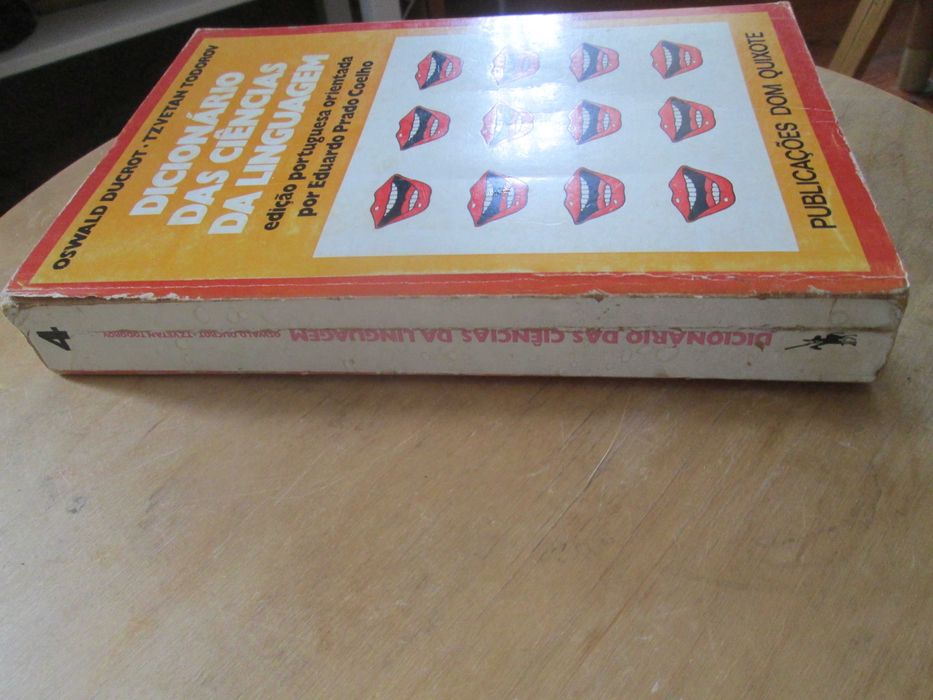 OSWALD DUCROT · TZVETAN TODOROV
DICIONÁRIO
DAS CIÊNCIAS
DA LINGUAGEM
edição portuguesa orientada
por Eduardo Prado Coelho
PUBLICAÇÕES DOM QUIXOTE
4
OSWALD DUCROT · TZVETAN TODOROV
DICIONÁRIO DAS CIÊNCIAS DA LINGUAGEM